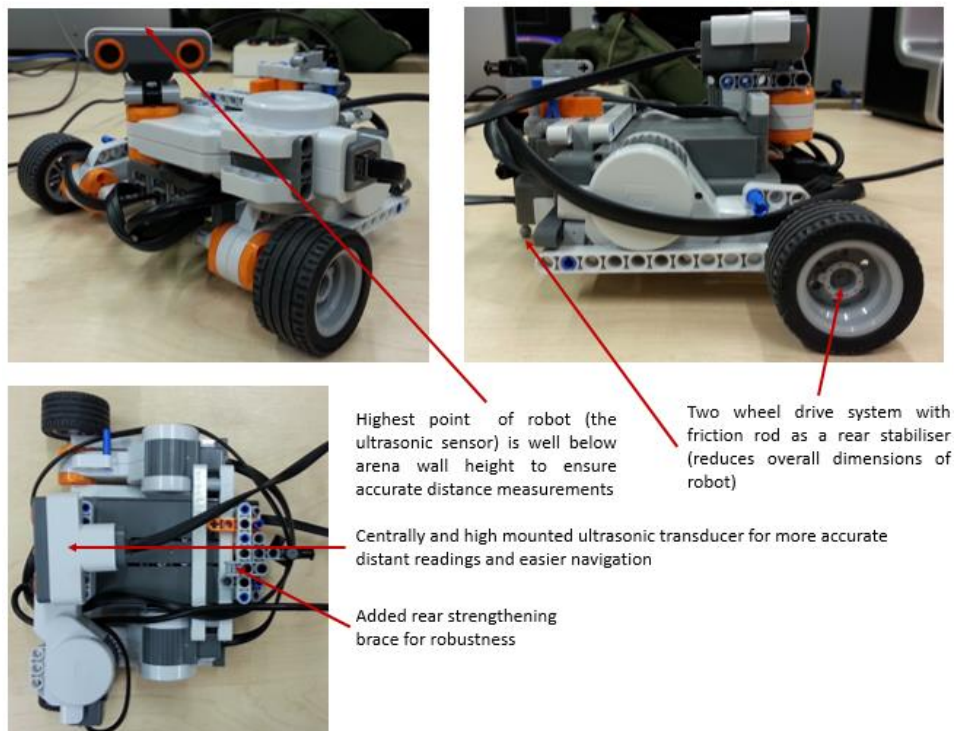 Highest point of robot (the
ultrasonic sensor) is well below
arena wall height to ensure
accurate distance measurements
Two wheel drive system with
friction rod as a rear stabiliser
(reduces overall dimensions of
robot)
Centrally and high mounted ultrasonic transducer for more accurate
distant readings and easier navigation
Added rear strengthening
brace for robustness